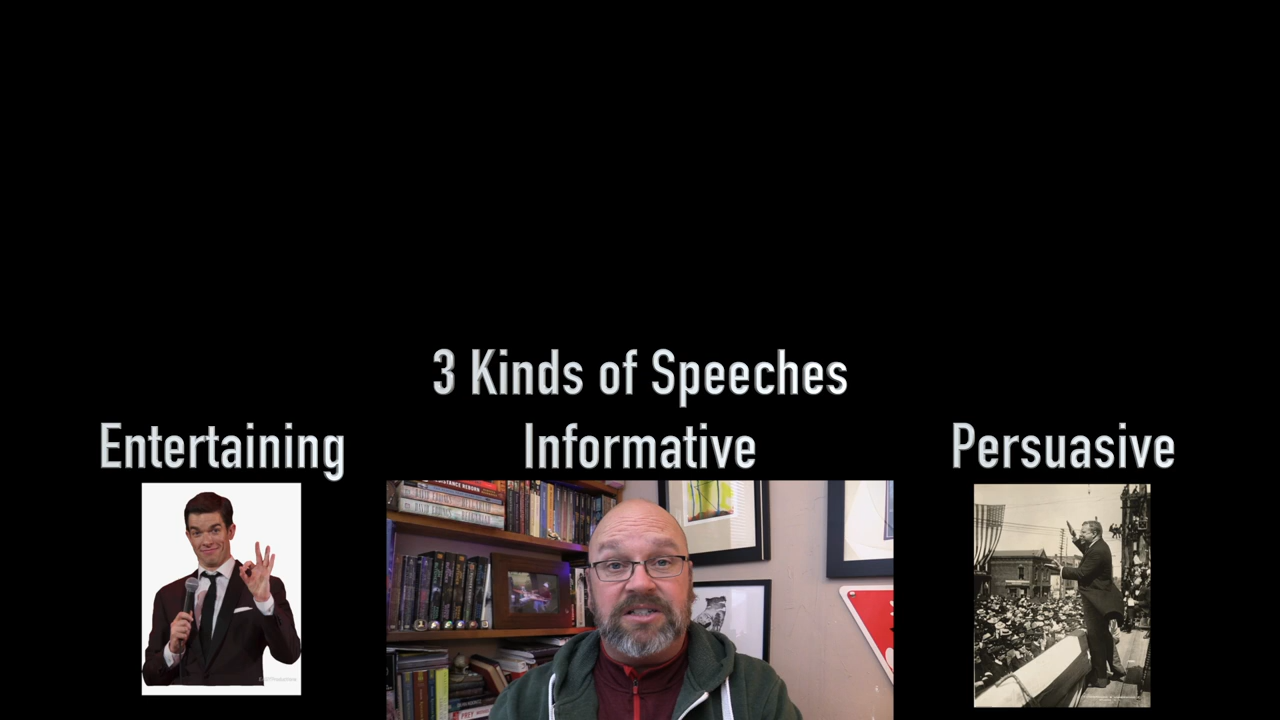 3 Kinds of Speeches
Entertaining
Informative
Persuasive